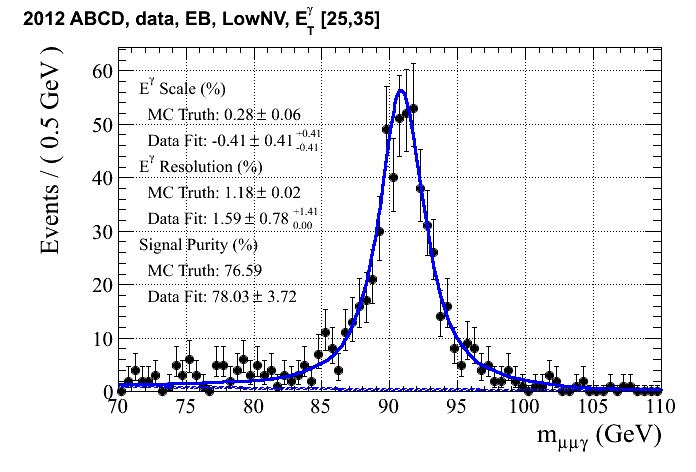 2012 ABCD, data, EB, LowNV, E_T^γ [25,35]
Events / ( 0.5 GeV )
E^γ Scale (%)
MC Truth: 0.28 ± 0.06
Data Fit: -0.41 ± 0.41 +0.41 -0.41
E^γ Resolution (%)
MC Truth: 1.18 ± 0.02
Data Fit: 1.59 ± 0.78 +1.41 0.00
Signal Purity (%)
MC Truth: 76.59
Data Fit: 78.03 ± 3.72
60
50
40
30
20
10
0
70 75 80 85 90 95 100 105 110
m_μμγ (GeV)